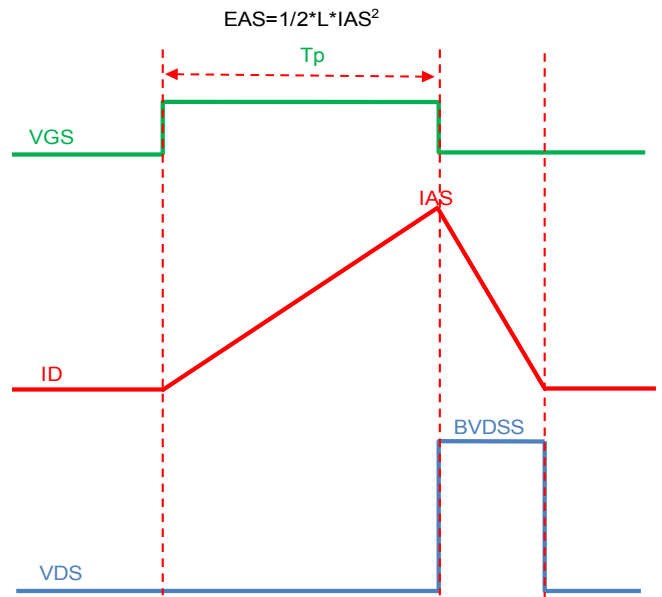 EAS=1/2*L*IAS²
Tp
VGS
IAS
ID
BVDSS
VDS